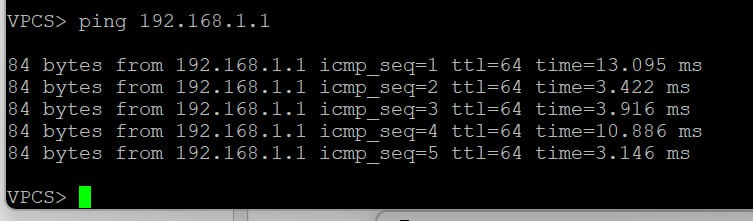 VPCS> ping 192.168.1.1
84 bytes from 192.168.1.1 icmp_seq=1 ttl=64 time=13.095 ms
84 bytes from 192.168.1.1 icmp_seq=2 ttl=64 time=3.422 ms
84 bytes from 192.168.1.1 icmp_seq=3 ttl=64 time=3.916 ms
84 bytes from 192.168.1.1 icmp_seq=4 ttl=64 time=10.886 ms
84 bytes from 192.168.1.1 icmp_seq=5 ttl=64 time=3.146 ms
VPCS>